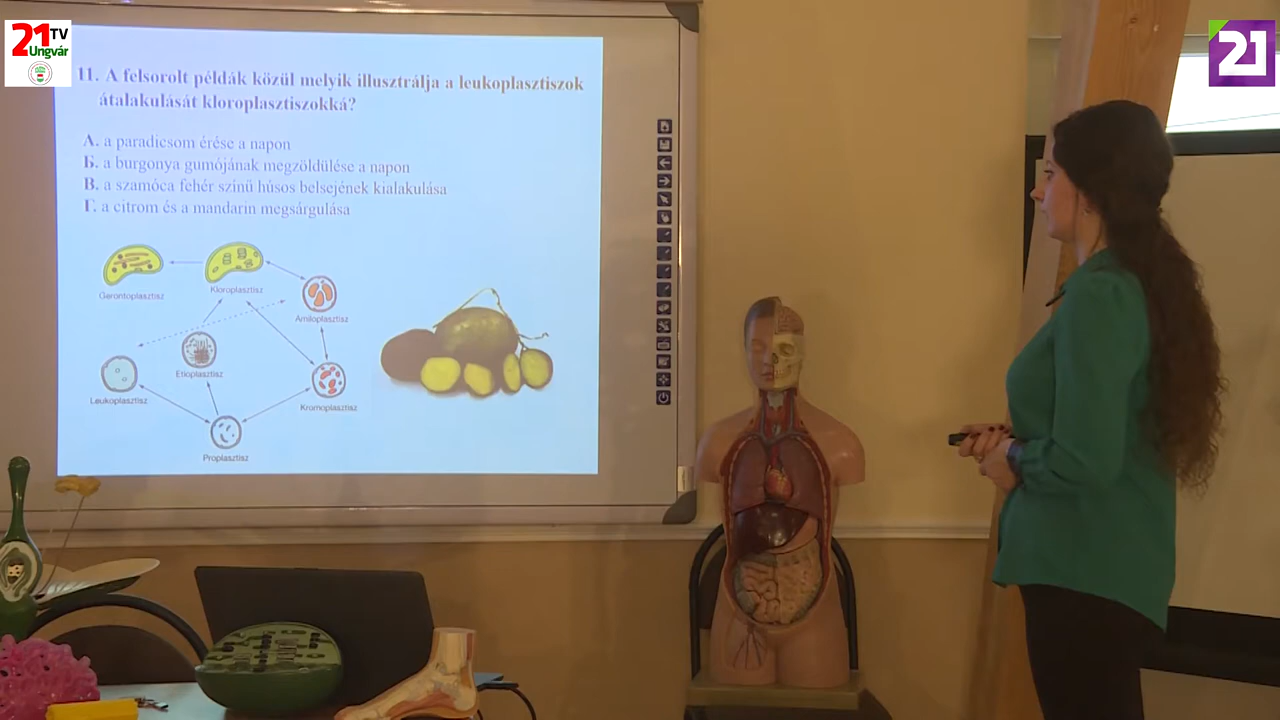 21 TV
Ungvár
21
11. A felsorolt példák közül melyik illusztrálja a leukoplasztiszok
átalakulását kloroplasztiszokká?
А. a paradicsom érése a napon
Б. a burgonya gumójának megzöldülése a napon
В. a szamóca fehér színű húsos belsejének kialakulása
Г. a citrom és a mandarin megsárgulása
Gerontoplasztisz
Kloroplasztisz
Amiloplasztisz
Etioplasztisz
Leukoplasztisz
Kromoplasztisz
Proplasztisz